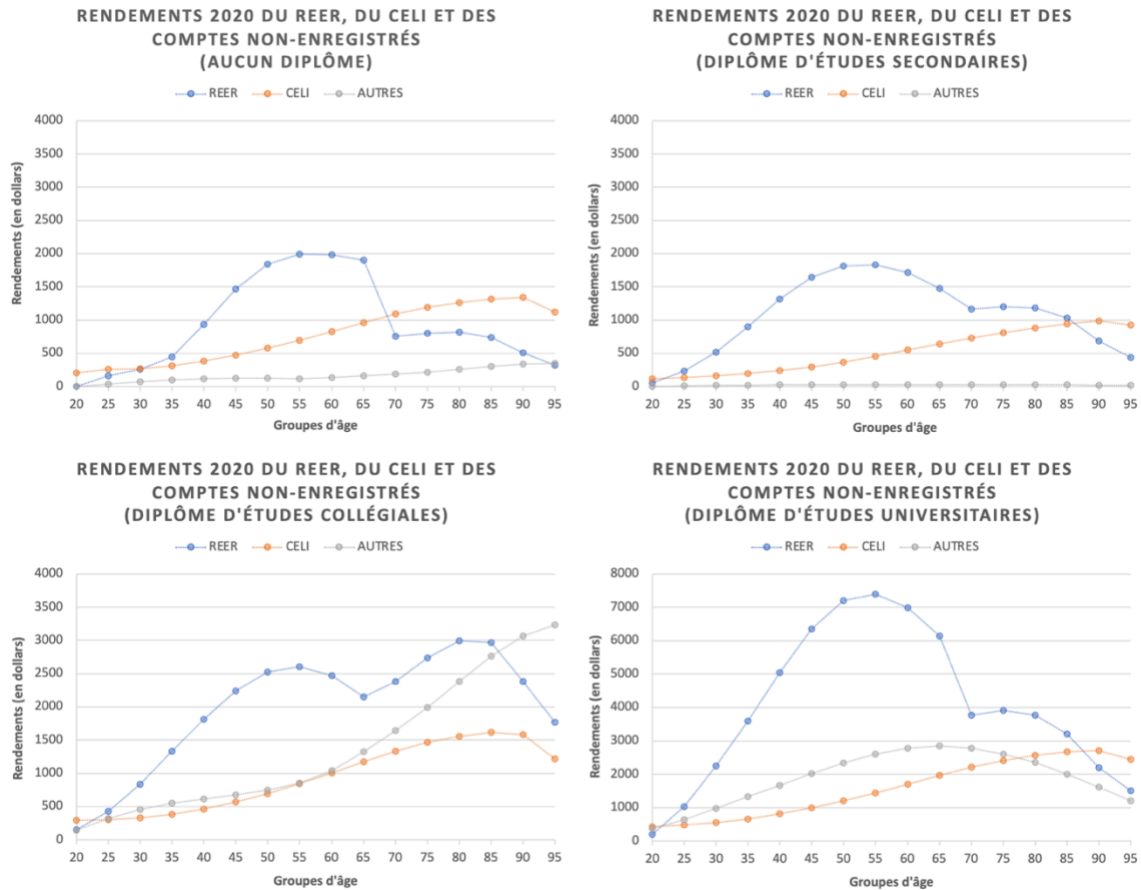 RENDEMENTS 2020 DU REER, DU CELI ET DES
COMPTES NON-ENREGISTRÉS
(AUCUN DIPLÔME)
REER CELI AUTRES
4000
3500
3000
2500
2000
1500
1000
500
0
Rendements (en dollars)
20 25 30 35 40 45 50 55 60 65 70 75 80 85 90 95
Groupes d'âge
RENDEMENTS 2020 DU REER, DU CELI ET DES
COMPTES NON-ENREGISTRÉS
(DIPLÔME D'ÉTUDES SECONDAIRES)
REER CELI AUTRES
4000
3500
3000
2500
2000
1500
1000
500
0
Rendements (en dollars)
20 25 30 35 40 45 50 55 60 65 70 75 80 85 90 95
Groupes d'âge
RENDEMENTS 2020 DU REER, DU CELI ET DES
COMPTES NON-ENREGISTRÉS
(DIPLÔME D'ÉTUDES COLLÉGIALES)
REER CELI AUTRES
4000
3500
3000
2500
2000
1500
1000
500
0
Rendements (en dollars)
20 25 30 35 40 45 50 55 60 65 70 75 80 85 90 95
Groupes d'âge
RENDEMENTS 2020 DU REER, DU CELI ET DES
COMPTES NON-ENREGISTRÉS
(DIPLÔME D'ÉTUDES UNIVERSITAIRES)
REER CELI AUTRES
8000
7000
6000
5000
4000
3000
2000
1000
0
Rendements (en dollars)
20 25 30 35 40 45 50 55 60 65 70 75 80 85 90 95
Groupes d'âge